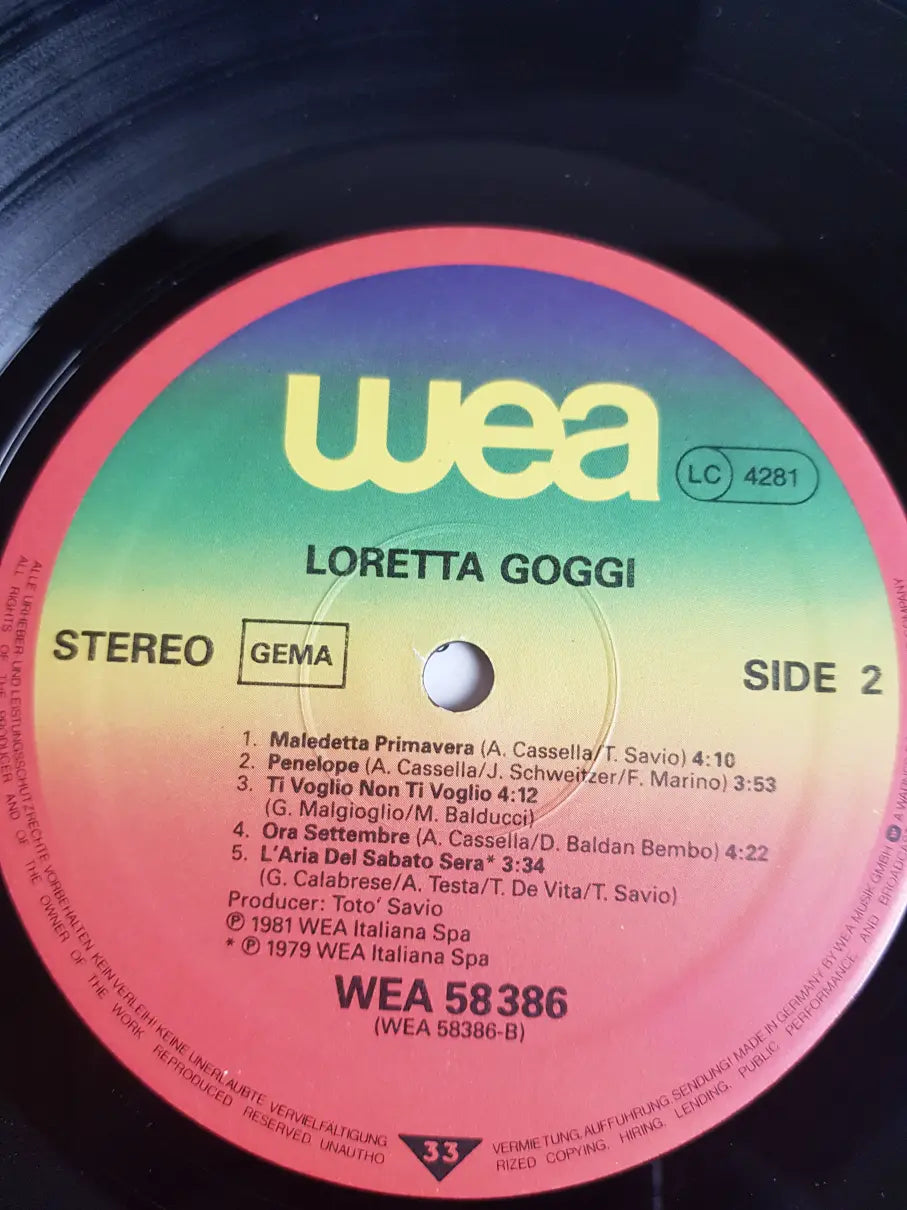 wea
LC 4281
LORETTA GOGGI
STEREO GEMA
SIDE 2
1. Maledetta Primavera (A. Cassella/T. Savio) 4:10
2. Penelope (A. Cassella/J. Schweitzer/F. Marino) 3:53
3. Ti Voglio Non Ti Voglio 4:12
(G. Malgioglio/M. Balducci)
4. Ora Settembre (A. Cassella/D. Baldan Bembo) 4:22
5. L'Aria Del Sabato Sera* 3:34
(G. Calabrese/A. Testa/T. De Vita/T. Savio)
Producer: Toto' Savio
℗ 1981 WEA Italiana Spa
* ℗ 1979 WEA Italiana Spa
WEA 58386
(WEA 58386-B)
33
ALLE URHEBER- UND LEISTUNGSSCHUTZRECHTE VORBEHALTEN KEIN VERLEIH! KEINE UNERLAUBTE VERVIELFÄLTIGUNG
VERMIETUNG, AUFFÜHRUNG, SENDUNG! MADE IN GERMANY BY WEA MUSIK GMBH A WARNER COMPANY
ALL RIGHTS OF THE PRODUCER AND OF THE OWNER OF THE WORK REPRODUCED RESERVED UNAUTHO
RIZED COPYING, HIRING, LENDING, PUBLIC PERFORMANCE AND BROADCAS